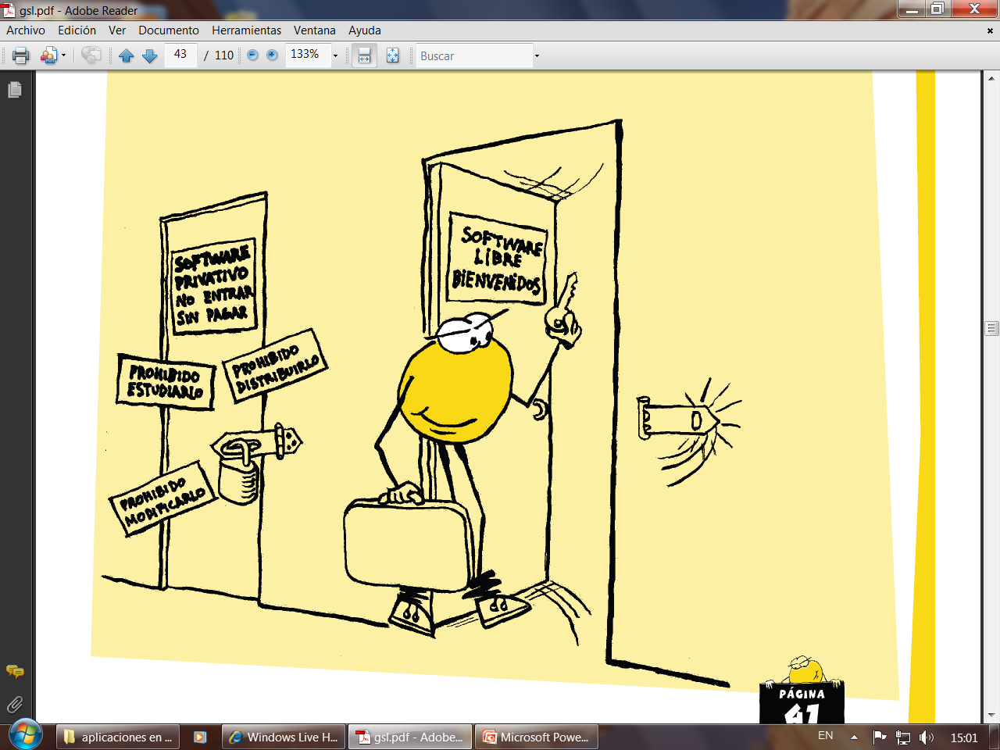 gsl.pdf - Adobe Reader
Archivo Edición Ver Documento Herramientas Ventana Ayuda
43 / 110 133% Buscar
SOFTWARE
PRIVATIVO
NO ENTRAR
SIN PAGAR
PROHIBIDO
ESTUDIARLO
PROHIBIDO
DISTRIBUIRLO
PROHIBIDO
MODIFICARLO
SOFTWARE
LIBRE
BIENVENIDOS
PÁGINA
41
aplicaciones en ... Windows Live H... gsl.pdf - Adobe... Microsoft Powe... EN 15:01